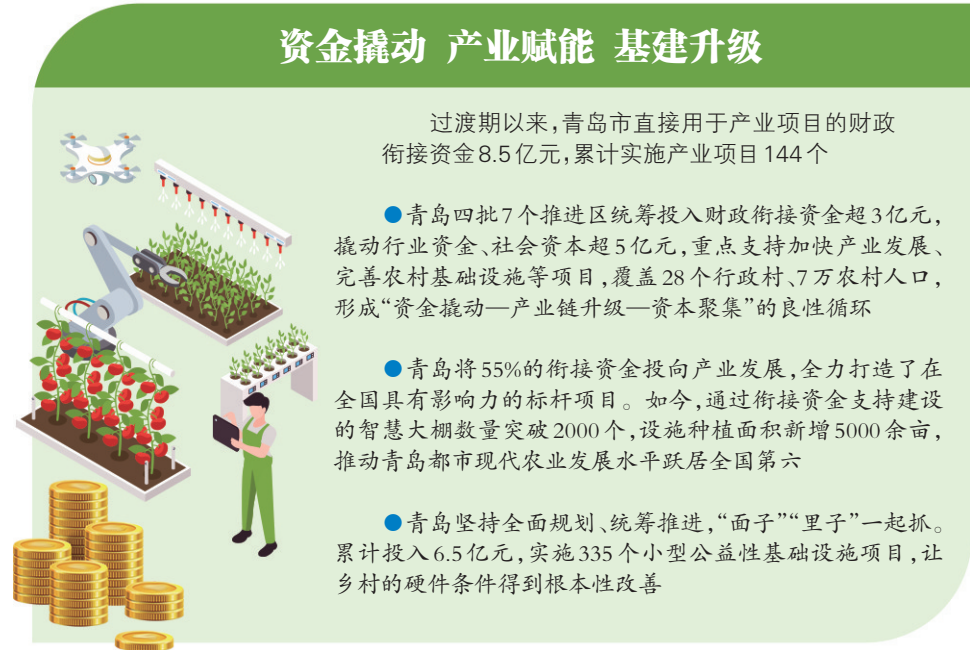 资金撬动 产业赋能 基建升级
过渡期以来,青岛市直接用于产业项目的财政
衔接资金8.5亿元,累计实施产业项目144个
●青岛四批7个推进区统筹投入财政衔接资金超3亿元,
撬动行业资金、社会资本超5亿元,重点支持加快产业发展、
完善农村基础设施等项目,覆盖28个行政村、7万农村人口,
形成“资金撬动—产业链升级—资本聚集”的良性循环
●青岛将55%的衔接资金投向产业发展,全力打造了在
全国具有影响力的标杆项目。如今,通过衔接资金支持建设
的智慧大棚数量突破2000个,设施种植面积新增5000余亩,
推动青岛都市现代农业发展水平跃居全国第六
●青岛坚持全面规划、统筹推进,“面子”“里子”一起抓。
累计投入6.5亿元,实施335个小型公益性基础设施项目,让
乡村的硬件条件得到根本性改善